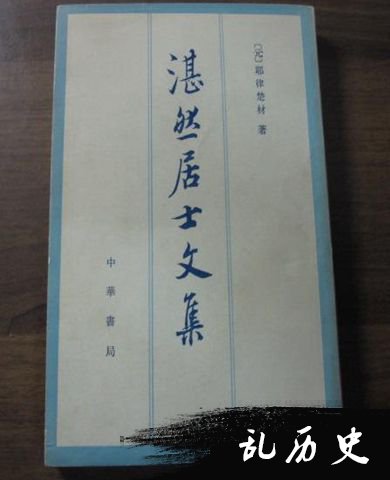 〔元〕耶律楚材 著
湛然居士文集
中華書局
乱历史